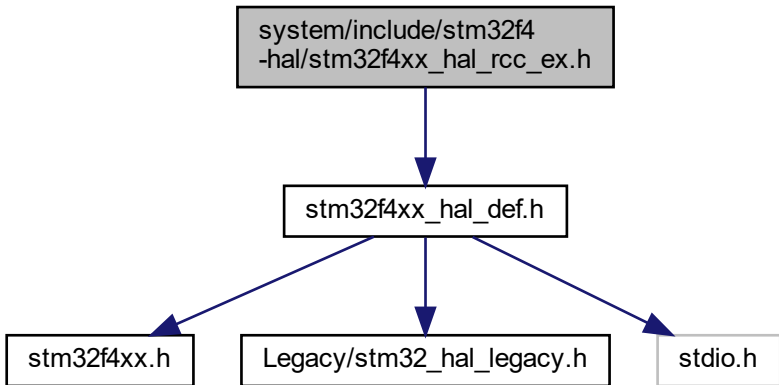 system/include/stm32f4
-hal/stm32f4xx_hal_rcc_ex.h
stm32f4xx_hal_def.h
stm32f4xx.h
Legacy/stm32_hal_legacy.h
stdio.h